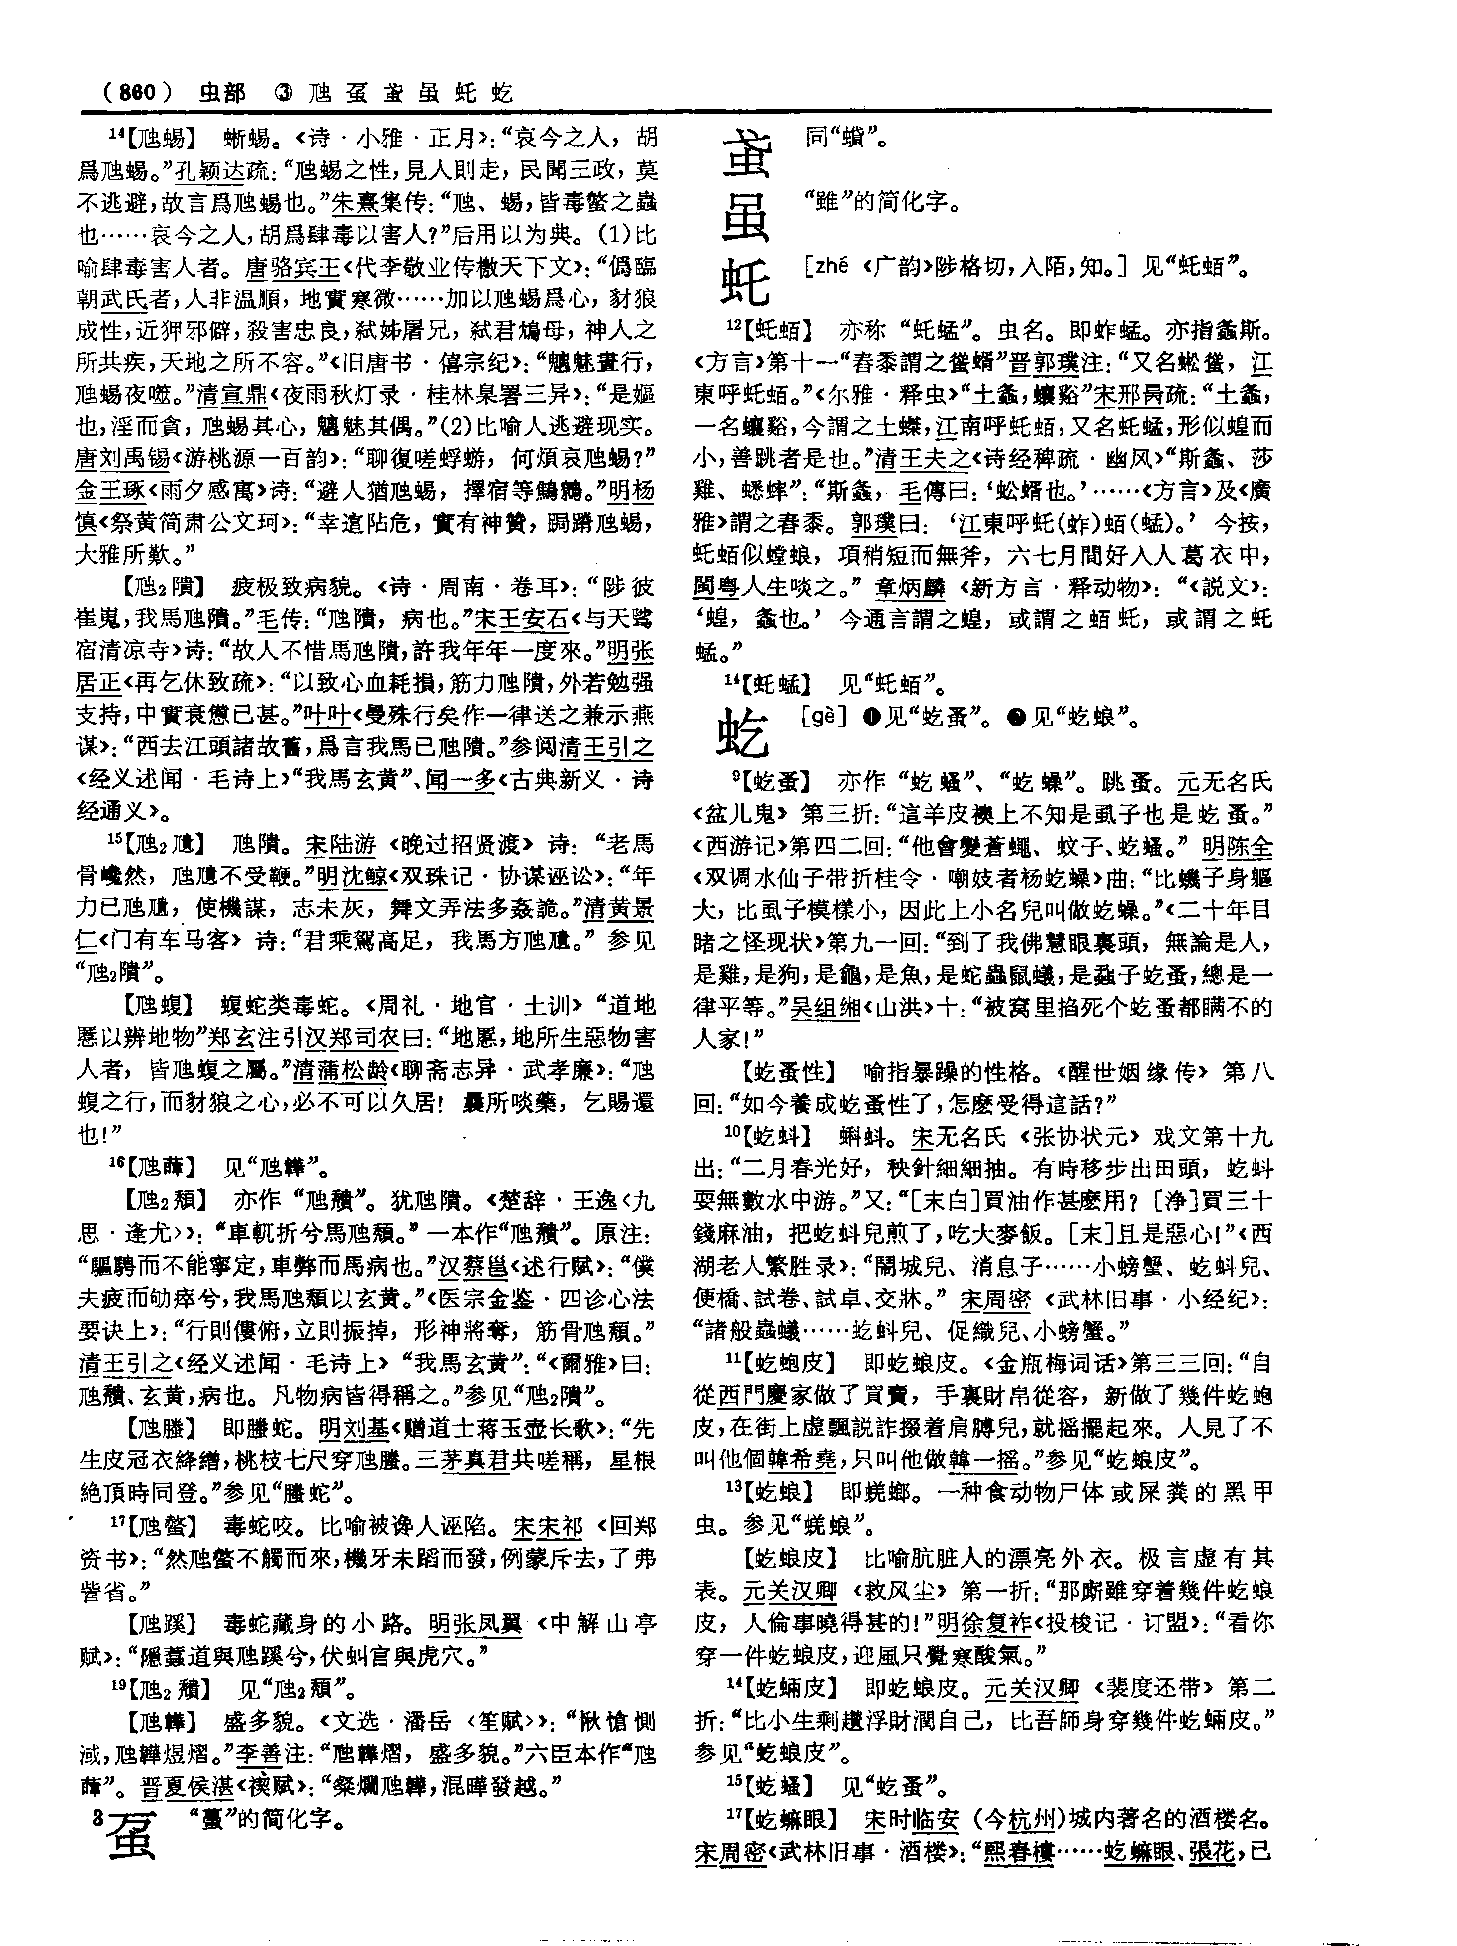 （860） 虫部 ③ 虺 虿 䖟 虽 虴 虼
¹⁴【虺蜴】 蜥蜴。《诗·小雅·正月》：“哀今之人，胡
爲虺蜴。”孔颖达疏：“虺蜴之性，見人則走，民聞王政，莫
不逃避，故言爲虺蜴也。”朱熹集传：“虺、蜴，皆毒螫之蟲
也……哀今之人，胡爲肆毒以害人？”后用以为典。（1）比
喻肆毒害人者。唐骆宾王《代李敬业传檄天下文》：“僞臨
朝武氏者，人非温順，地實寒微……加以虺蜴爲心，豺狼
成性，近狎邪僻，殺害忠良，弑姊屠兄，弑君鴆母，神人之
所共疾，天地之所不容。”《旧唐书·僖宗纪》：“魑魅晝行，
虺蜴夜噬。”清宣鼎《夜雨秋灯录·桂林臬署三异》：“是嫗
也，淫而貪，虺蜴其心，魑魅其偶。”（2）比喻人逃避现实。
唐刘禹锡《游桃源一百韵》：“聊復嗟蜉蝣，何煩哀虺蜴？”
金王琢《雨夕感寓》诗：“避人猶虺蜴，擇宿等鷦鷯。”明杨
慎《祭黄简肃公文珂》：“幸逭阽危，實有神贊，跼蹐虺蜴，
大雅所歎。”
【虺₂隤】 疲极致病貌。《诗·周南·卷耳》：“陟彼
崔嵬，我馬虺隤。”毛传：“虺隤，病也。”宋王安石《与天骘
宿清凉寺》诗：“故人不惜馬虺隤，許我年年一度來。”明张
居正《再乞休致疏》：“以致心血耗損，筋力虺隤，外若勉强
支持，中實衰憊已甚。”叶叶《曼殊行矣作一律送之兼示燕
谋》：“西去江頭諸故舊，爲言我馬已虺隤。”参阅清王引之
《经义述闻·毛诗上》“我馬玄黄”、闻一多《古典新义·诗
经通义》。
¹⁵【虺₂尵】 虺隤。宋陆游《晚过招贤渡》诗：“老馬
骨巉然，虺尵不受鞭。”明沈鲸《双珠记·协谋诬讼》：“年
力已虺尵，使機謀，志未灰，舞文弄法多姦詭。”清黄景
仁《门有车马客》诗：“君乘駕高足，我馬方虺尵。”参见
“虺₂隤”。
【虺蝮】 蝮蛇类毒蛇。《周礼·地官·土训》“道地
慝以辨地物”郑玄注引汉郑司农曰：“地慝，地所生惡物害
人者，皆虺蝮之屬。”清蒲松龄《聊斋志异·武孝廉》：“虺
蝮之行，而豺狼之心，必不可以久居！曩所啖藥，乞賜還
也！”
¹⁶【虺薛】 见“虺韡”。
【虺₂頽】 亦作“虺穨”。犹虺隤。《楚辞·王逸〈九
思·逢尤〉》：“車軏折兮馬虺頽。”一本作“虺穨”。原注：
“驅騁而不能寧定，車弊而馬病也。”汉蔡邕《述行赋》：“僕
夫疲而劬瘁兮，我馬虺頽以玄黄。”《医宗金鉴·四诊心法
要诀上》：“行則僂俯，立則振掉，形神將奪，筋骨虺頽。”
清王引之《经义述闻·毛诗上》“我馬玄黄”：“《爾雅》曰：
虺穨、玄黄，病也。凡物病皆得稱之。”参见“虺₂隤”。
【虺螣】 即螣蛇。明刘基《赠道士蒋玉壶长歌》：“先
生皮冠衣絳繒，桃枝七尺穿虺螣。三茅真君共嗟稱，星根
絶頂時同登。”参见“螣蛇”。
¹⁷【虺螫】 毒蛇咬。比喻被谗人诬陷。宋宋祁《回郑
资书》：“然虺螫不觸而來，機牙未蹈而發，例蒙斥去，了弗
訾省。”
【虺蹊】 毒蛇藏身的小路。明张凤翼《中解山亭
赋》：“隱蠚道與虺蹊兮，伏虯宫與虎穴。”
¹⁹【虺₂穨】 见“虺₂頽”。
【虺韡】 盛多貌。《文选·潘岳〈笙赋〉》：“愀愴惻
淢，虺韡煜熠。”李善注：“虺韡熠，盛多貌。”六臣本作“虺
薛”。晋夏侯湛《禊赋》：“粲爛虺韡，混曄發越。”
3 虿 “蠆”的简化字。
䖟 同“蝱”。
虽 “雖”的简化字。
虴 ［zhé 《广韵》陟格切，入陌，知。］ 见“虴蛨”。
¹²【虴蛨】 亦称“虴蜢”。虫名。即蚱蜢。亦指螽斯。
《方言》第十一“舂黍謂之蜙蝑”晋郭璞注：“又名蚣蜙，江
東呼虴蛨。”《尔雅·释虫》“土螽，蠰谿”宋邢昺疏：“土螽，
一名蠰谿，今謂之土蠂，江南呼虴蛨；又名虴蜢，形似蝗而
小，善跳者是也。”清王夫之《诗经稗疏·豳风》“斯螽、莎
雞、蟋蟀”：“斯螽，毛傳曰：‘蚣蝑也。’……《方言》及《廣
雅》謂之舂黍。郭璞曰：‘江東呼虴（蚱）蛨（蜢）。’今按，
虴蛨似螳蜋，項稍短而無斧，六七月間好入人葛衣中，
閩粤人生啖之。”章炳麟《新方言·释动物》：“《説文》：
‘蝗，螽也。’今通言謂之蝗，或謂之蛨虴，或謂之虴
蜢。”
¹⁴【虴蜢】 见“虴蛨”。
虼 ［gè］ ❶见“虼蚤”。❷见“虼蜋”。
⁹【虼蚤】 亦作“虼螋”、“虼蟍”。跳蚤。元无名氏
《盆儿鬼》第三折：“這羊皮襖上不知是虱子也是虼蚤。”
《西游记》第四二回：“他會變蒼蠅、蚊子、虼蚤。”明陈全
《双调水仙子带折桂令·嘲妓者杨虼蟍》曲：“比蟣子身軀
大，比虱子模樣小，因此上小名兒叫做虼蟍。”《二十年目
睹之怪现状》第九一回：“到了我佛慧眼裏頭，無論是人，
是雞，是狗，是龜，是魚，是蛇蟲鼠蟻，是蝨子虼蚤，總是一
律平等。”吴组缃《山洪》十：“被窝里掐死个虼蚤都瞒不的
人家！”
【虼蚤性】 喻指暴躁的性格。《醒世姻缘传》第八
回：“如今養成虼蚤性了，怎麽受得這話？”
¹⁰【虼蚪】 蝌蚪。宋无名氏《张协状元》戏文第十九
出：“二月春光好，秧針細細抽。有時移步出田頭，虼蚪
耍無數水中游。”又：“［末白］買油作甚麽用？［净］買三十
錢麻油，把虼蚪兒煎了，吃大麥飯。［末］且是惡心！”《西
湖老人繁胜录》：“鬧城兒、消息子……小螃蟹、虼蚪兒、
便橋、試卷、試卓、交牀。”宋周密《武林旧事·小经纪》：
“諸般蟲蟻……虼蚪兒、促織兒、小螃蟹。”
¹¹【虼蚫皮】 即虼蜋皮。《金瓶梅词话》第三三回：“自
從西門慶家做了買賣，手裏財帛從容，新做了幾件虼蚫
皮，在街上虚飄説詐掇着肩膊兒，就摇擺起來。人見了不
叫他個韓希堯，只叫他做韓一摇。”参见“虼蜋皮”。
¹³【虼蜋】 即蜣螂。一种食动物尸体或屎粪的黑甲
虫。参见“蜣蜋”。
【虼蜋皮】 比喻肮脏人的漂亮外衣。极言虚有其
表。元关汉卿《救风尘》第一折：“那廝雖穿着幾件虼蜋
皮，人倫事曉得甚的！”明徐复祚《投梭记·订盟》：“看你
穿一件虼蜋皮，迎風只覺寒酸氣。”
¹⁴【虼蜽皮】 即虼蜋皮。元关汉卿《裴度还带》第二
折：“比小生剩趲浮財潤自己，比吾師身穿幾件虼蜽皮。”
参见“虼蜋皮”。
¹⁵【虼螋】 见“虼蚤”。
¹⁷【虼𧎴眼】 宋时临安（今杭州）城内著名的酒楼名。
宋周密《武林旧事·酒楼》：“熙春樓……虼𧎴眼、張花，已